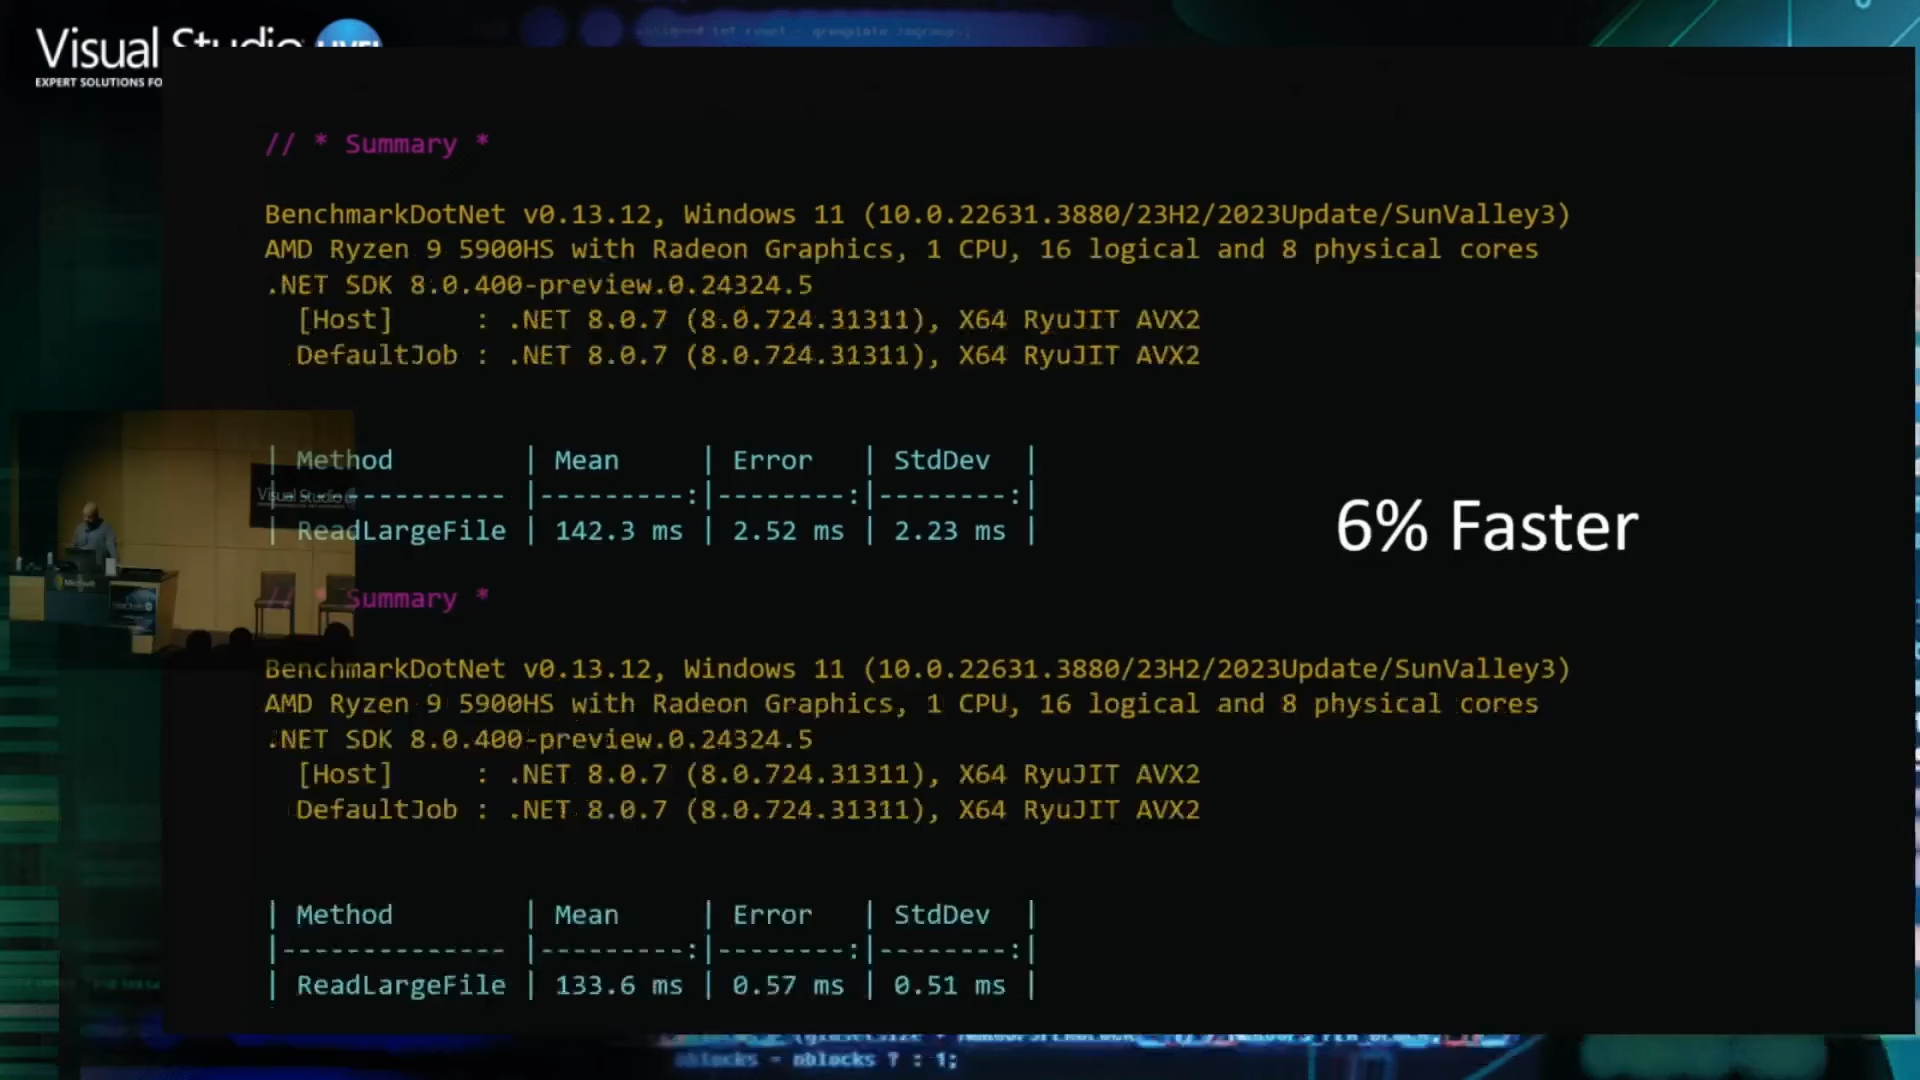 Visual Studio LIVE!
EXPERT SOLUTIONS FO
// * Summary *
BenchmarkDotNet v0.13.12, Windows 11 (10.0.22631.3880/23H2/2023Update/SunValley3)
AMD Ryzen 9 5900HS with Radeon Graphics, 1 CPU, 16 logical and 8 physical cores
.NET SDK 8.0.400-preview.0.24324.5
[Host]     : .NET 8.0.7 (8.0.724.31311), X64 RyuJIT AVX2
DefaultJob : .NET 8.0.7 (8.0.724.31311), X64 RyuJIT AVX2
| Method        | Mean     | Error   | StdDev  |
|-------------- |---------:|--------:|--------:|
| ReadLargeFile | 142.3 ms | 2.52 ms | 2.23 ms |
6% Faster
Visual Studio
Microsoft
// * Summary *
BenchmarkDotNet v0.13.12, Windows 11 (10.0.22631.3880/23H2/2023Update/SunValley3)
AMD Ryzen 9 5900HS with Radeon Graphics, 1 CPU, 16 logical and 8 physical cores
.NET SDK 8.0.400-preview.0.24324.5
[Host]     : .NET 8.0.7 (8.0.724.31311), X64 RyuJIT AVX2
DefaultJob : .NET 8.0.7 (8.0.724.31311), X64 RyuJIT AVX2
| Method        | Mean     | Error   | StdDev  |
|-------------- |---------:|--------:|--------:|
| ReadLargeFile | 133.6 ms | 0.57 ms | 0.51 ms |
nblocks = nblocks ? : 1;